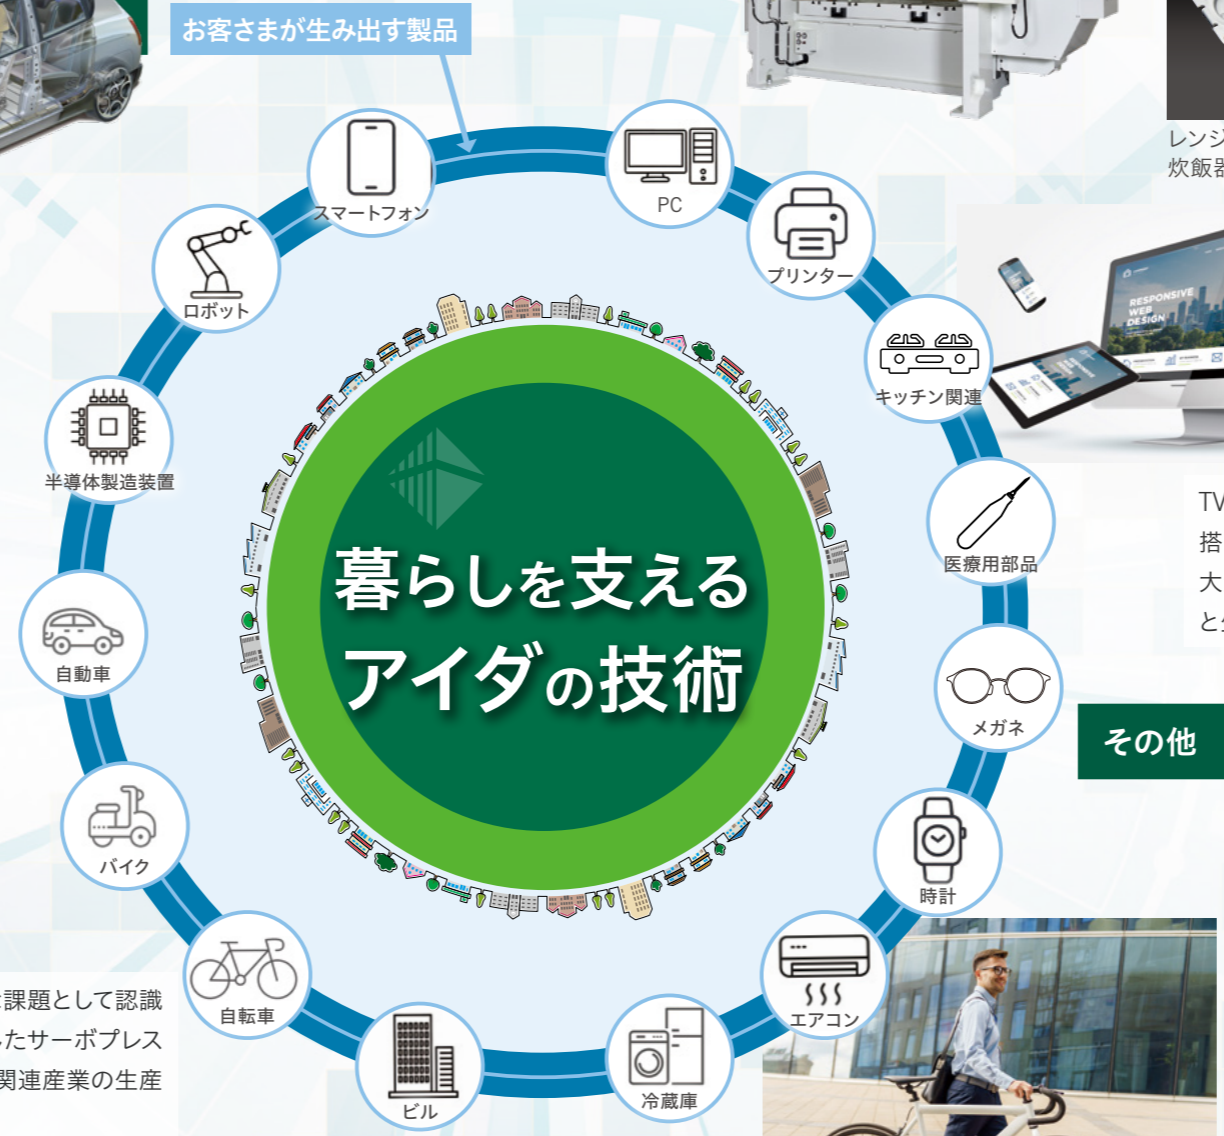 お客さまが生み出す製品
スマートフォン
PC
プリンター
ロボット
キッチン関連
半導体製造装置
医療用部品
自動車
メガネ
バイク
時計
自転車
エアコン
ビル
冷蔵庫
暮らしを支える
アイダの技術
レンジ
炊飯器
RESPONSIVE
WEB
DESIGN
TV
搭
大
と
その他
課題として認識
たサーボプレス
関連産業の生産